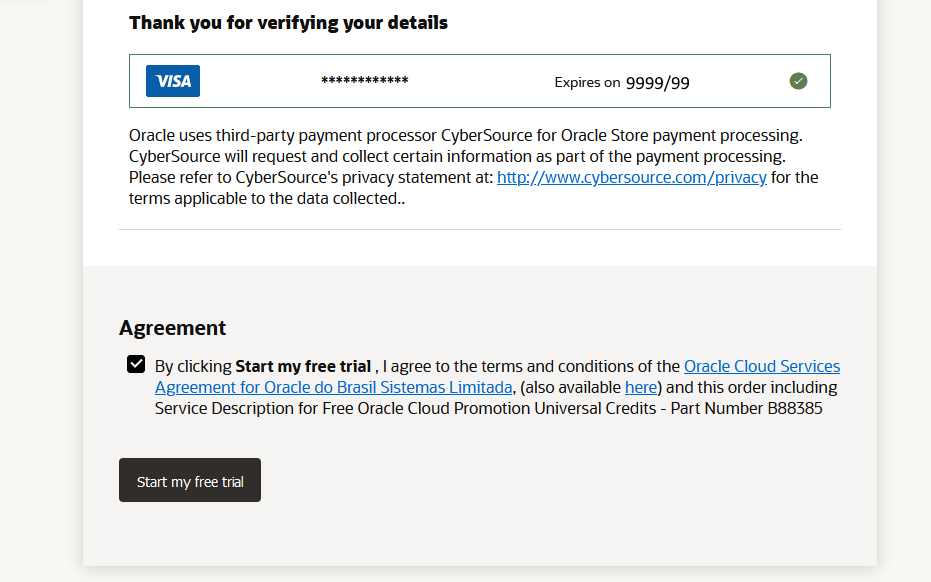 Thank you for verifying your details
VISA ************ Expires on 9999/99
Oracle uses third-party payment processor CyberSource for Oracle Store payment processing.
CyberSource will request and collect certain information as part of the payment processing.
Please refer to CyberSource's privacy statement at: http://www.cybersource.com/privacy for the
terms applicable to the data collected..
Agreement
By clicking Start my free trial , I agree to the terms and conditions of the Oracle Cloud Services
Agreement for Oracle do Brasil Sistemas Limitada, (also available here) and this order including
Service Description for Free Oracle Cloud Promotion Universal Credits - Part Number B88385
Start my free trial